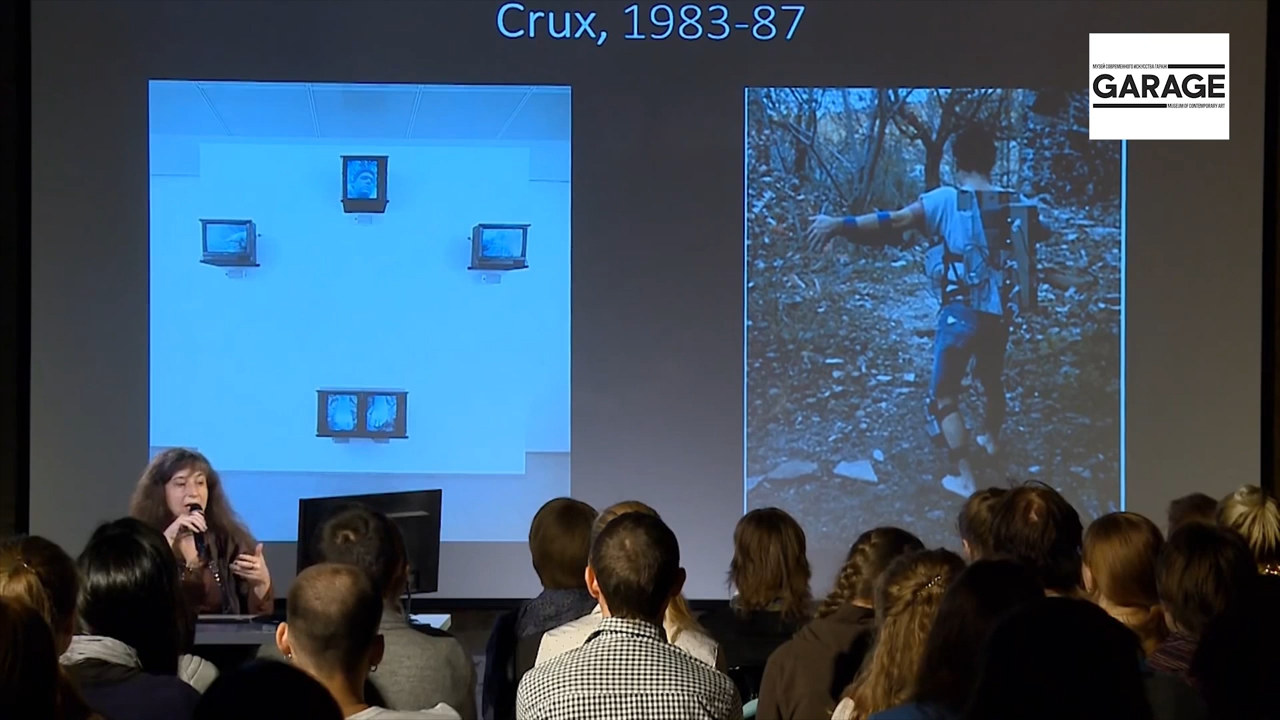 Crux, 1983-87
МУЗЕЙ СОВРЕМЕННОГО ИСКУССТВА ГАРАЖ
GARAGE
MUSEUM OF CONTEMPORARY ART